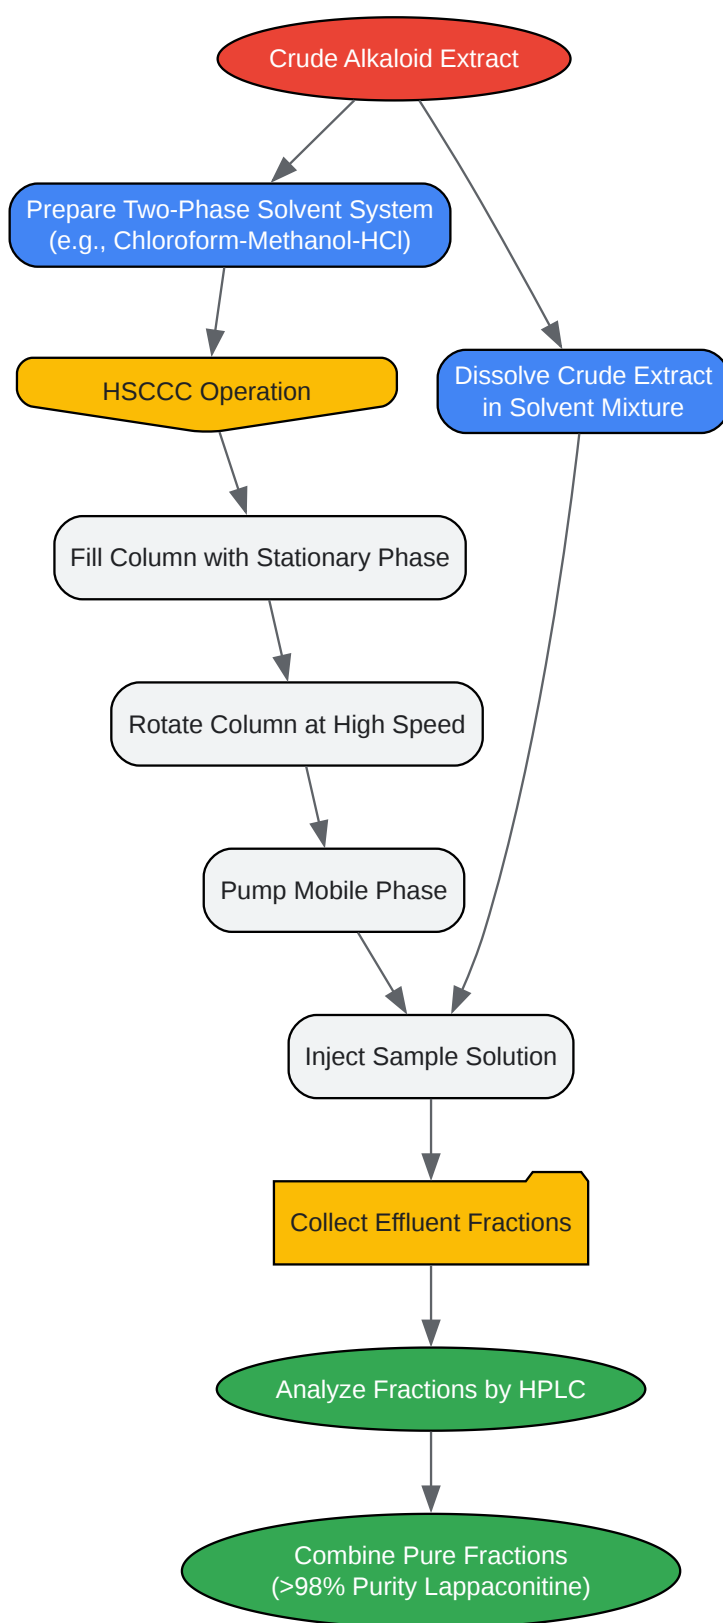 Crude Alkaloid Extract
Prepare Two-Phase Solvent System
(e.g., Chloroform-Methanol-HCl)
HSCCC Operation
Dissolve Crude Extract
in Solvent Mixture
Fill Column with Stationary Phase
Rotate Column at High Speed
Pump Mobile Phase
Inject Sample Solution
Collect Effluent Fractions
Analyze Fractions by HPLC
Combine Pure Fractions
(>98% Purity Lappaconitine)